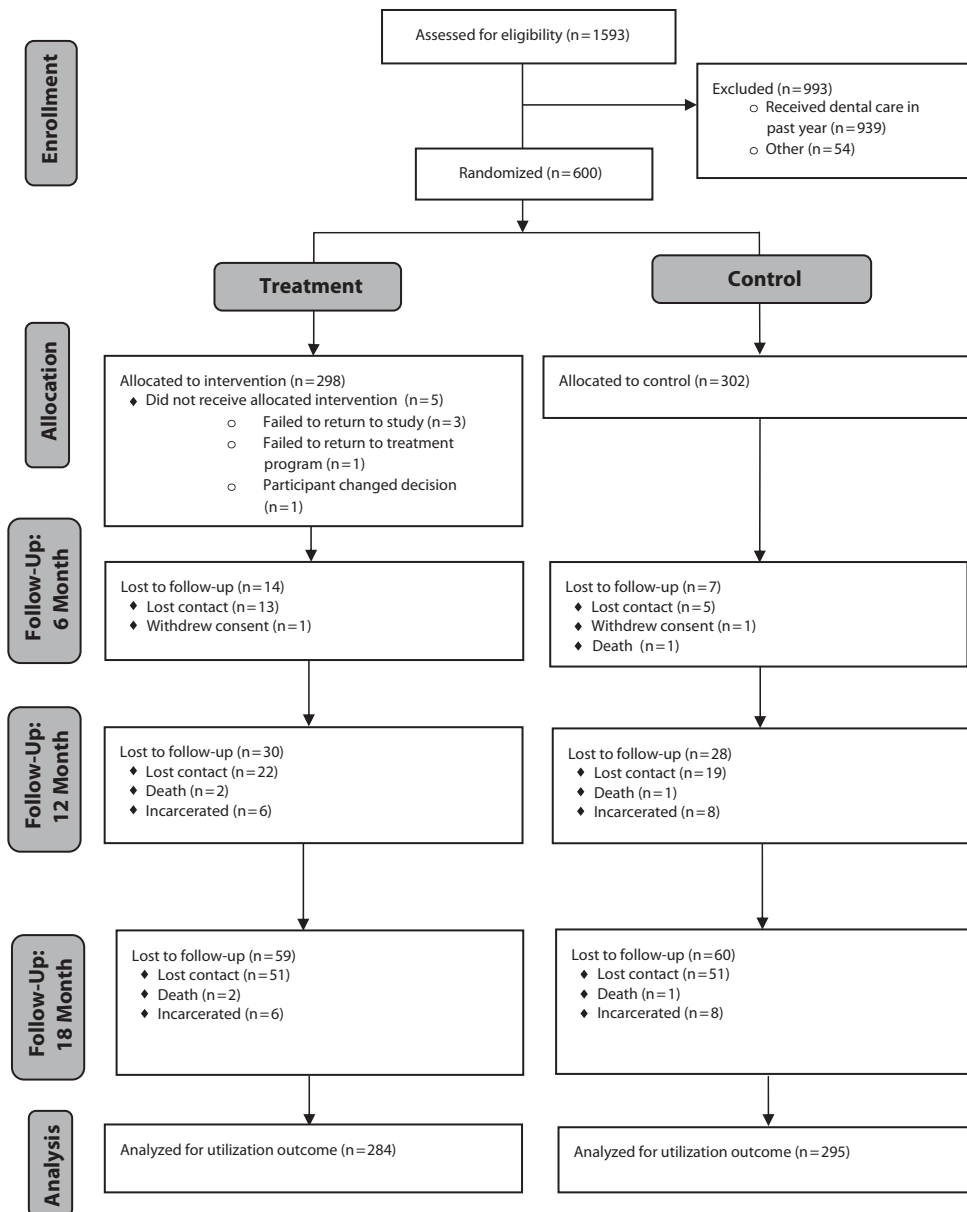 Enrollment
Assessed for eligibility (n=1593)
Excluded (n=993)
o Received dental care in
past year (n=939)
o Other (n=54)
Randomized (n=600)
Treatment
Control
Allocation
Allocated to intervention (n=298)
♦ Did not receive allocated intervention (n=5)
o Failed to return to study (n=3)
o Failed to return to treatment
program (n=1)
o Participant changed decision
(n=1)
Allocated to control (n=302)
Follow-Up:
6 Month
Lost to follow-up (n=14)
♦ Lost contact (n=13)
♦ Withdrew consent (n=1)
Lost to follow-up (n=7)
♦ Lost contact (n=5)
♦ Withdrew consent (n=1)
♦ Death (n=1)
Follow-Up:
12 Month
Lost to follow-up (n=30)
♦ Lost contact (n=22)
♦ Death (n=2)
♦ Incarcerated (n=6)
Lost to follow-up (n=28)
♦ Lost contact (n=19)
♦ Death (n=1)
♦ Incarcerated (n=8)
Follow-Up:
18 Month
Lost to follow-up (n=59)
♦ Lost contact (n=51)
♦ Death (n=2)
♦ Incarcerated (n=6)
Lost to follow-up (n=60)
♦ Lost contact (n=51)
♦ Death (n=1)
♦ Incarcerated (n=8)
Analysis
Analyzed for utilization outcome (n=284)
Analyzed for utilization outcome (n=295)